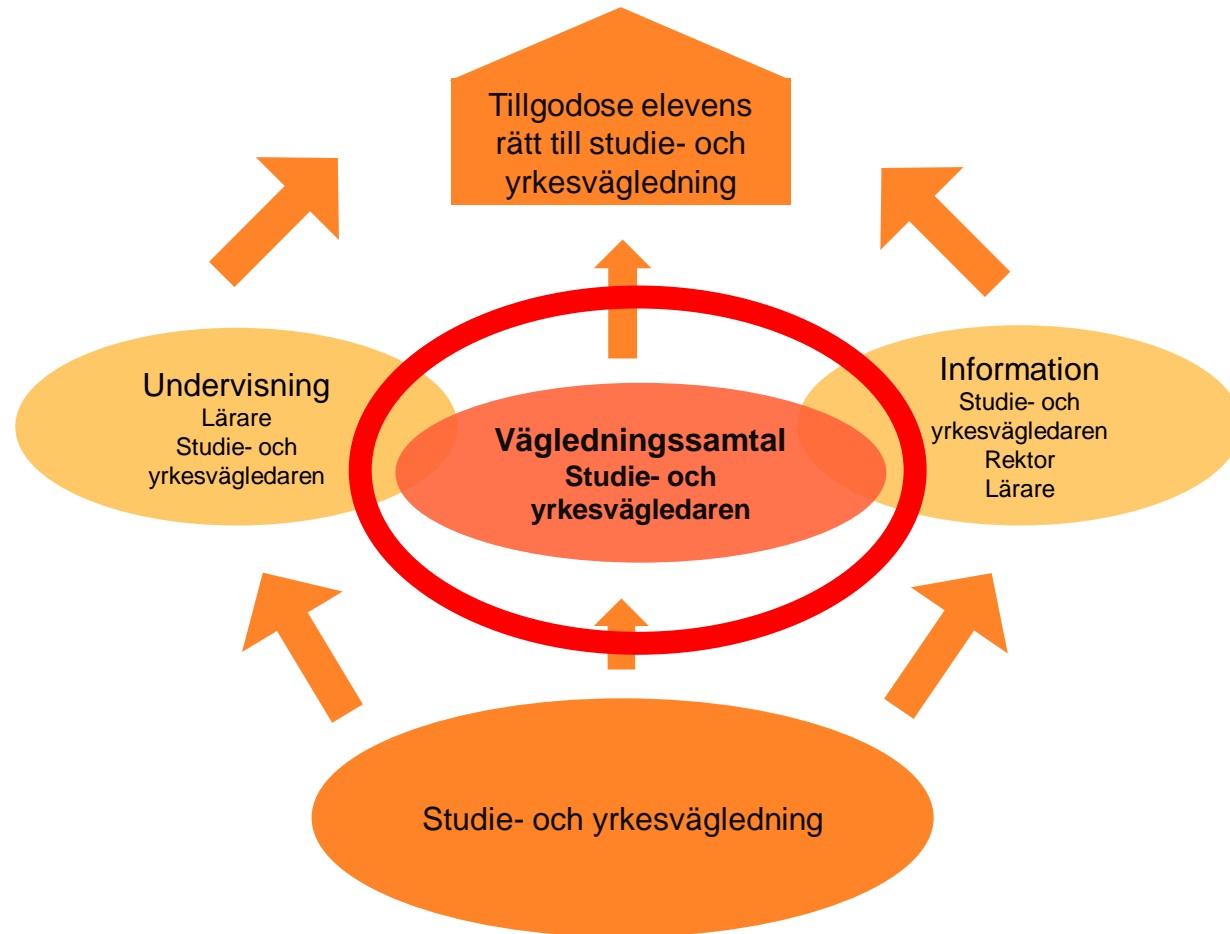 Tillgodose elevens
rätt till studie- och
yrkesvägledning
Undervisning
Lärare
Studie- och
yrkesvägledaren
Vägledningssamtal
Studie- och
yrkesvägledaren
Information
Studie- och
yrkesvägledaren
Rektor
Lärare
Studie- och yrkesvägledning